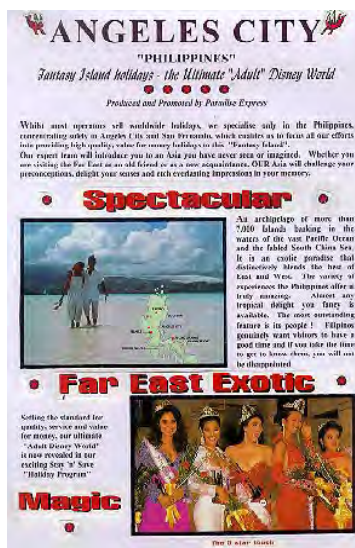 ANGELES CITY
"PHILIPPINES"
Fantasy Island holidays - the Ultimate "Adult" Disney World
Produced and Promoted by Paradise Express
Whilst most operators sell worldwide holidays, we specialise only in the Philippines,
concentrating solely in Angeles City and San Fernando, which enables us to focus all our efforts
into providing high quality, value for money holidays to this "Fantasy Island".
Our expert team will introduce you to an Asia you have never seen or imagined. Whether you
are visiting the Far East as an old friend or as a new acquaintance, OUR Asia will challenge your
preconceptions, delight your senses and etch everlasting impressions in your memory.
Spectacular
An archipelago of more than
7,000 Islands basking in the
waters of the vast Pacific Ocean
and the fabled South China Sea.
It is an exotic paradise that
distinctively blends the best of
East and West. The variety of
experiences the Philippines offer is
truly amazing. Almost any
tropical delight you fancy is
available. The most outstanding
feature is its people ! Filipinos
genuinely want visitors to have a
good time and if you take the time
to get to know them, you will not
be disappointed
Far East Exotic
Setting the standard for
quality, service and value
for money, our ultimate
"Adult Disney World"
is now revealed in our
exciting Stay 'n' Save
"Holiday Program"
Magic
The 5 star touch